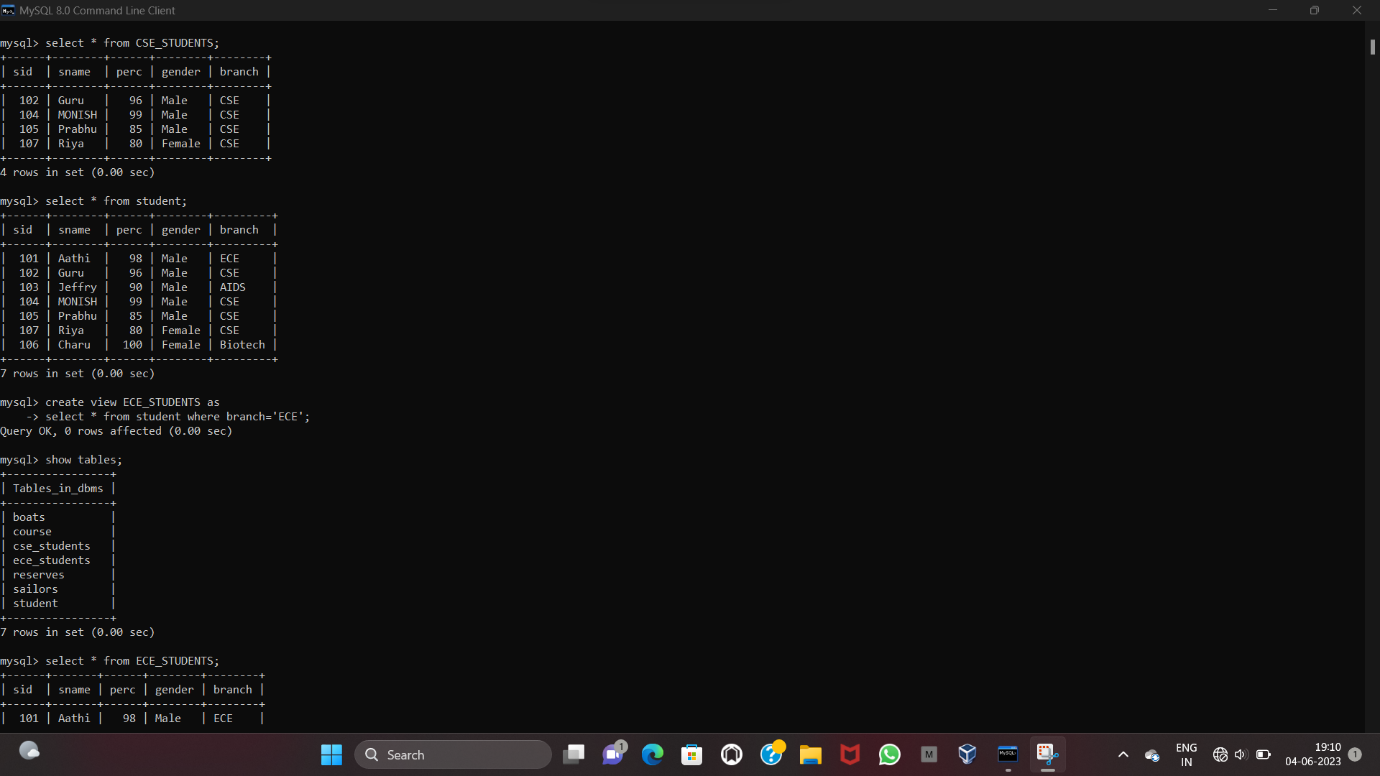 MySQL 8.0 Command Line Client
mysql> select * from CSE_STUDENTS;
+------+--------+------+--------+--------+
| sid  | sname  | perc | gender | branch |
+------+--------+------+--------+--------+
|  102 | Guru   |   96 | Male   | CSE    |
|  104 | MONISH |   99 | Male   | CSE    |
|  105 | Prabhu |   85 | Male   | CSE    |
|  107 | Riya   |   80 | Female | CSE    |
+------+--------+------+--------+--------+
4 rows in set (0.00 sec)
mysql> select * from student;
+------+--------+------+--------+---------+
| sid  | sname  | perc | gender | branch  |
+------+--------+------+--------+---------+
|  101 | Aathi  |   98 | Male   | ECE     |
|  102 | Guru   |   96 | Male   | CSE     |
|  103 | Jeffry |   90 | Male   | AIDS    |
|  104 | MONISH |   99 | Male   | CSE     |
|  105 | Prabhu |   85 | Male   | CSE     |
|  107 | Riya   |   80 | Female | CSE     |
|  106 | Charu  |  100 | Female | Biotech |
+------+--------+------+--------+---------+
7 rows in set (0.00 sec)
mysql> create view ECE_STUDENTS as
    -> select * from student where branch='ECE';
Query OK, 0 rows affected (0.00 sec)
mysql> show tables;
+----------------+
| Tables_in_dbms |
+----------------+
| boats          |
| course         |
| cse_students   |
| ece_students   |
| reserves       |
| sailors        |
| student        |
+----------------+
7 rows in set (0.00 sec)
mysql> select * from ECE_STUDENTS;
+------+-------+------+--------+--------+
| sid  | sname | perc | gender | branch |
+------+-------+------+--------+--------+
|  101 | Aathi |   98 | Male   | ECE    |
Search
1
M
ENG
IN
19:10
04-06-2023
1